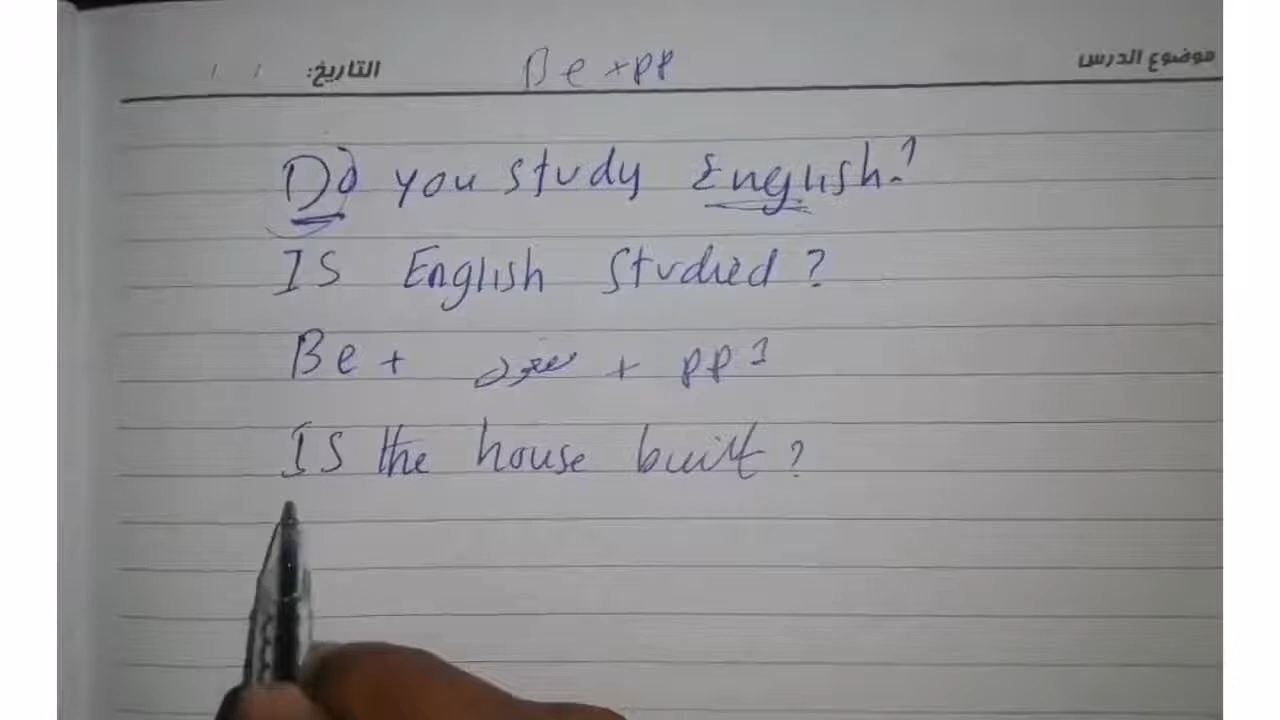 موضوع الدرس Be + pp التاريخ: / /
Do you study English?
Is English studied?
Be + مفعول + pp?
Is the house built?